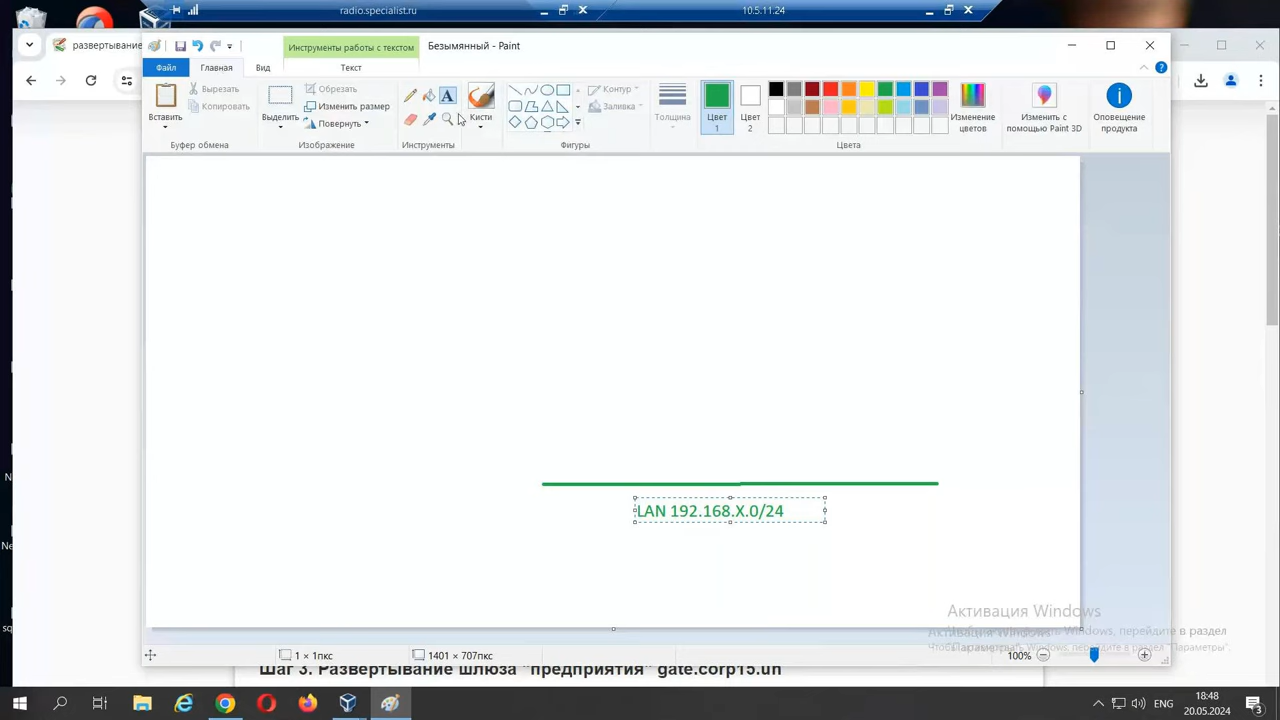 radio.specialist.ru
10.5.11.24
развертывание
Инструменты работы с текстом
Безымянный - Paint
Файл
Главная
Вид
Текст
Вставить
Вырезать
Копировать
Буфер обмена
Выделить
Обрезать
Изменить размер
Повернуть
Изображение
A
Инструменты
Кисти
Контур
Заливка
Фигуры
Толщина
Цвет 1
Цвет 2
Изменение цветов
Цвета
Изменить с помощью Paint 3D
Оповещение продукта
LAN 192.168.X.0/24
Активация Windows
1 × 1пкс
1401 × 707пкс
100%
Шаг 3. Развертывание шлюза "предприятия" gate.corp15.un
ENG
18:48
20.05.2024
3